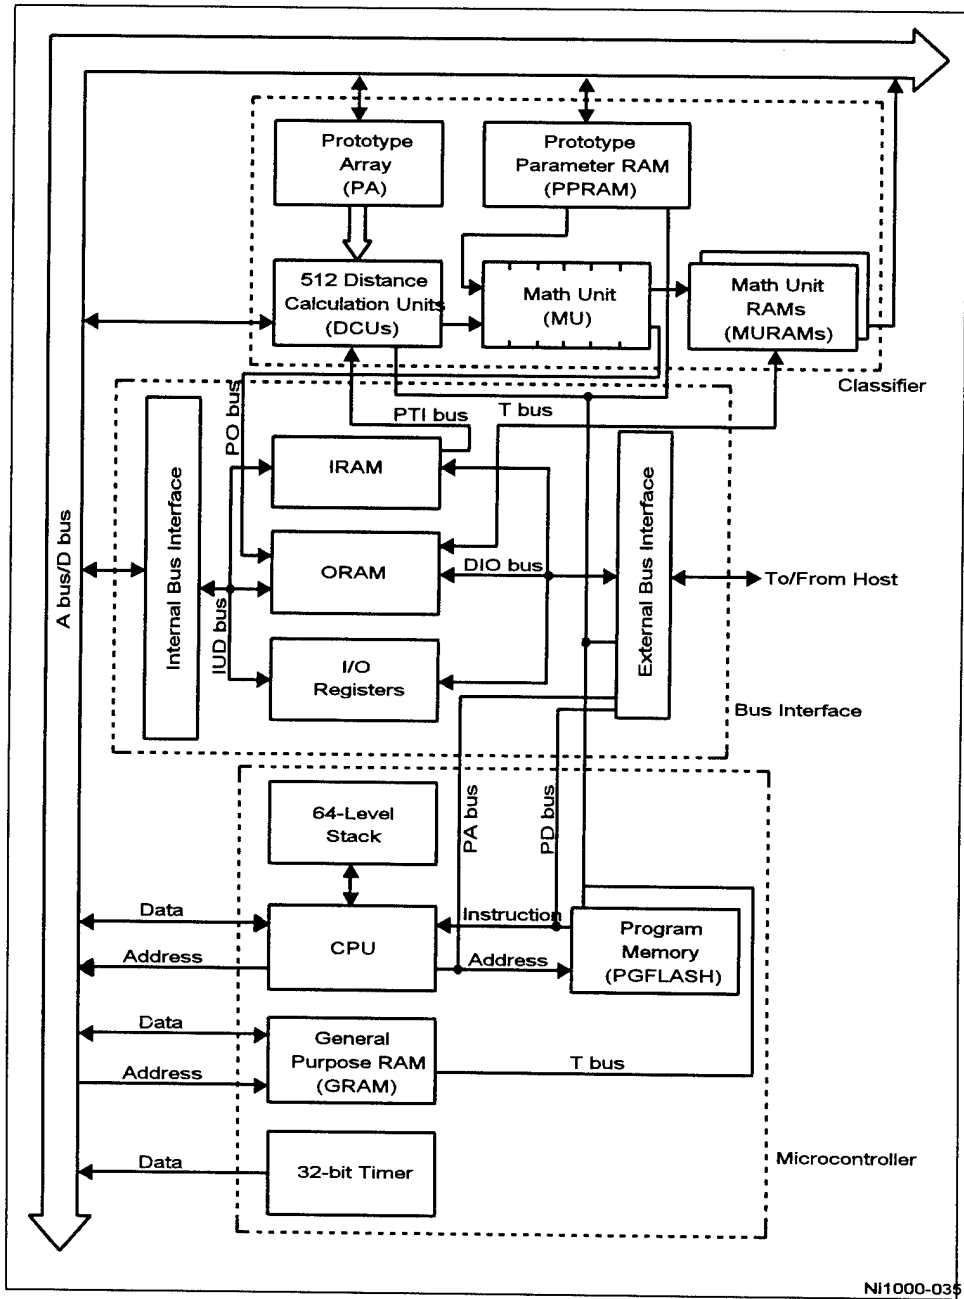 Prototype
Array
(PA)
Prototype
Parameter RAM
(PPRAM)
512 Distance
Calculation Units
(DCUs)
Math Unit
(MU)
Math Unit
RAMs
(MURAMs)
Classifier
PO bus
PTI bus
T bus
A bus/D bus
Internal Bus Interface
IUD bus
IRAM
ORAM
DIO bus
I/O
Registers
External Bus Interface
To/From Host
Bus Interface
64-Level
Stack
PA bus
PD bus
Data
Address
CPU
Instruction
Address
Program
Memory
(PGFLASH)
Data
Address
General
Purpose RAM
(GRAM)
T bus
Data
32-bit Timer
Microcontroller
Ni1000-035